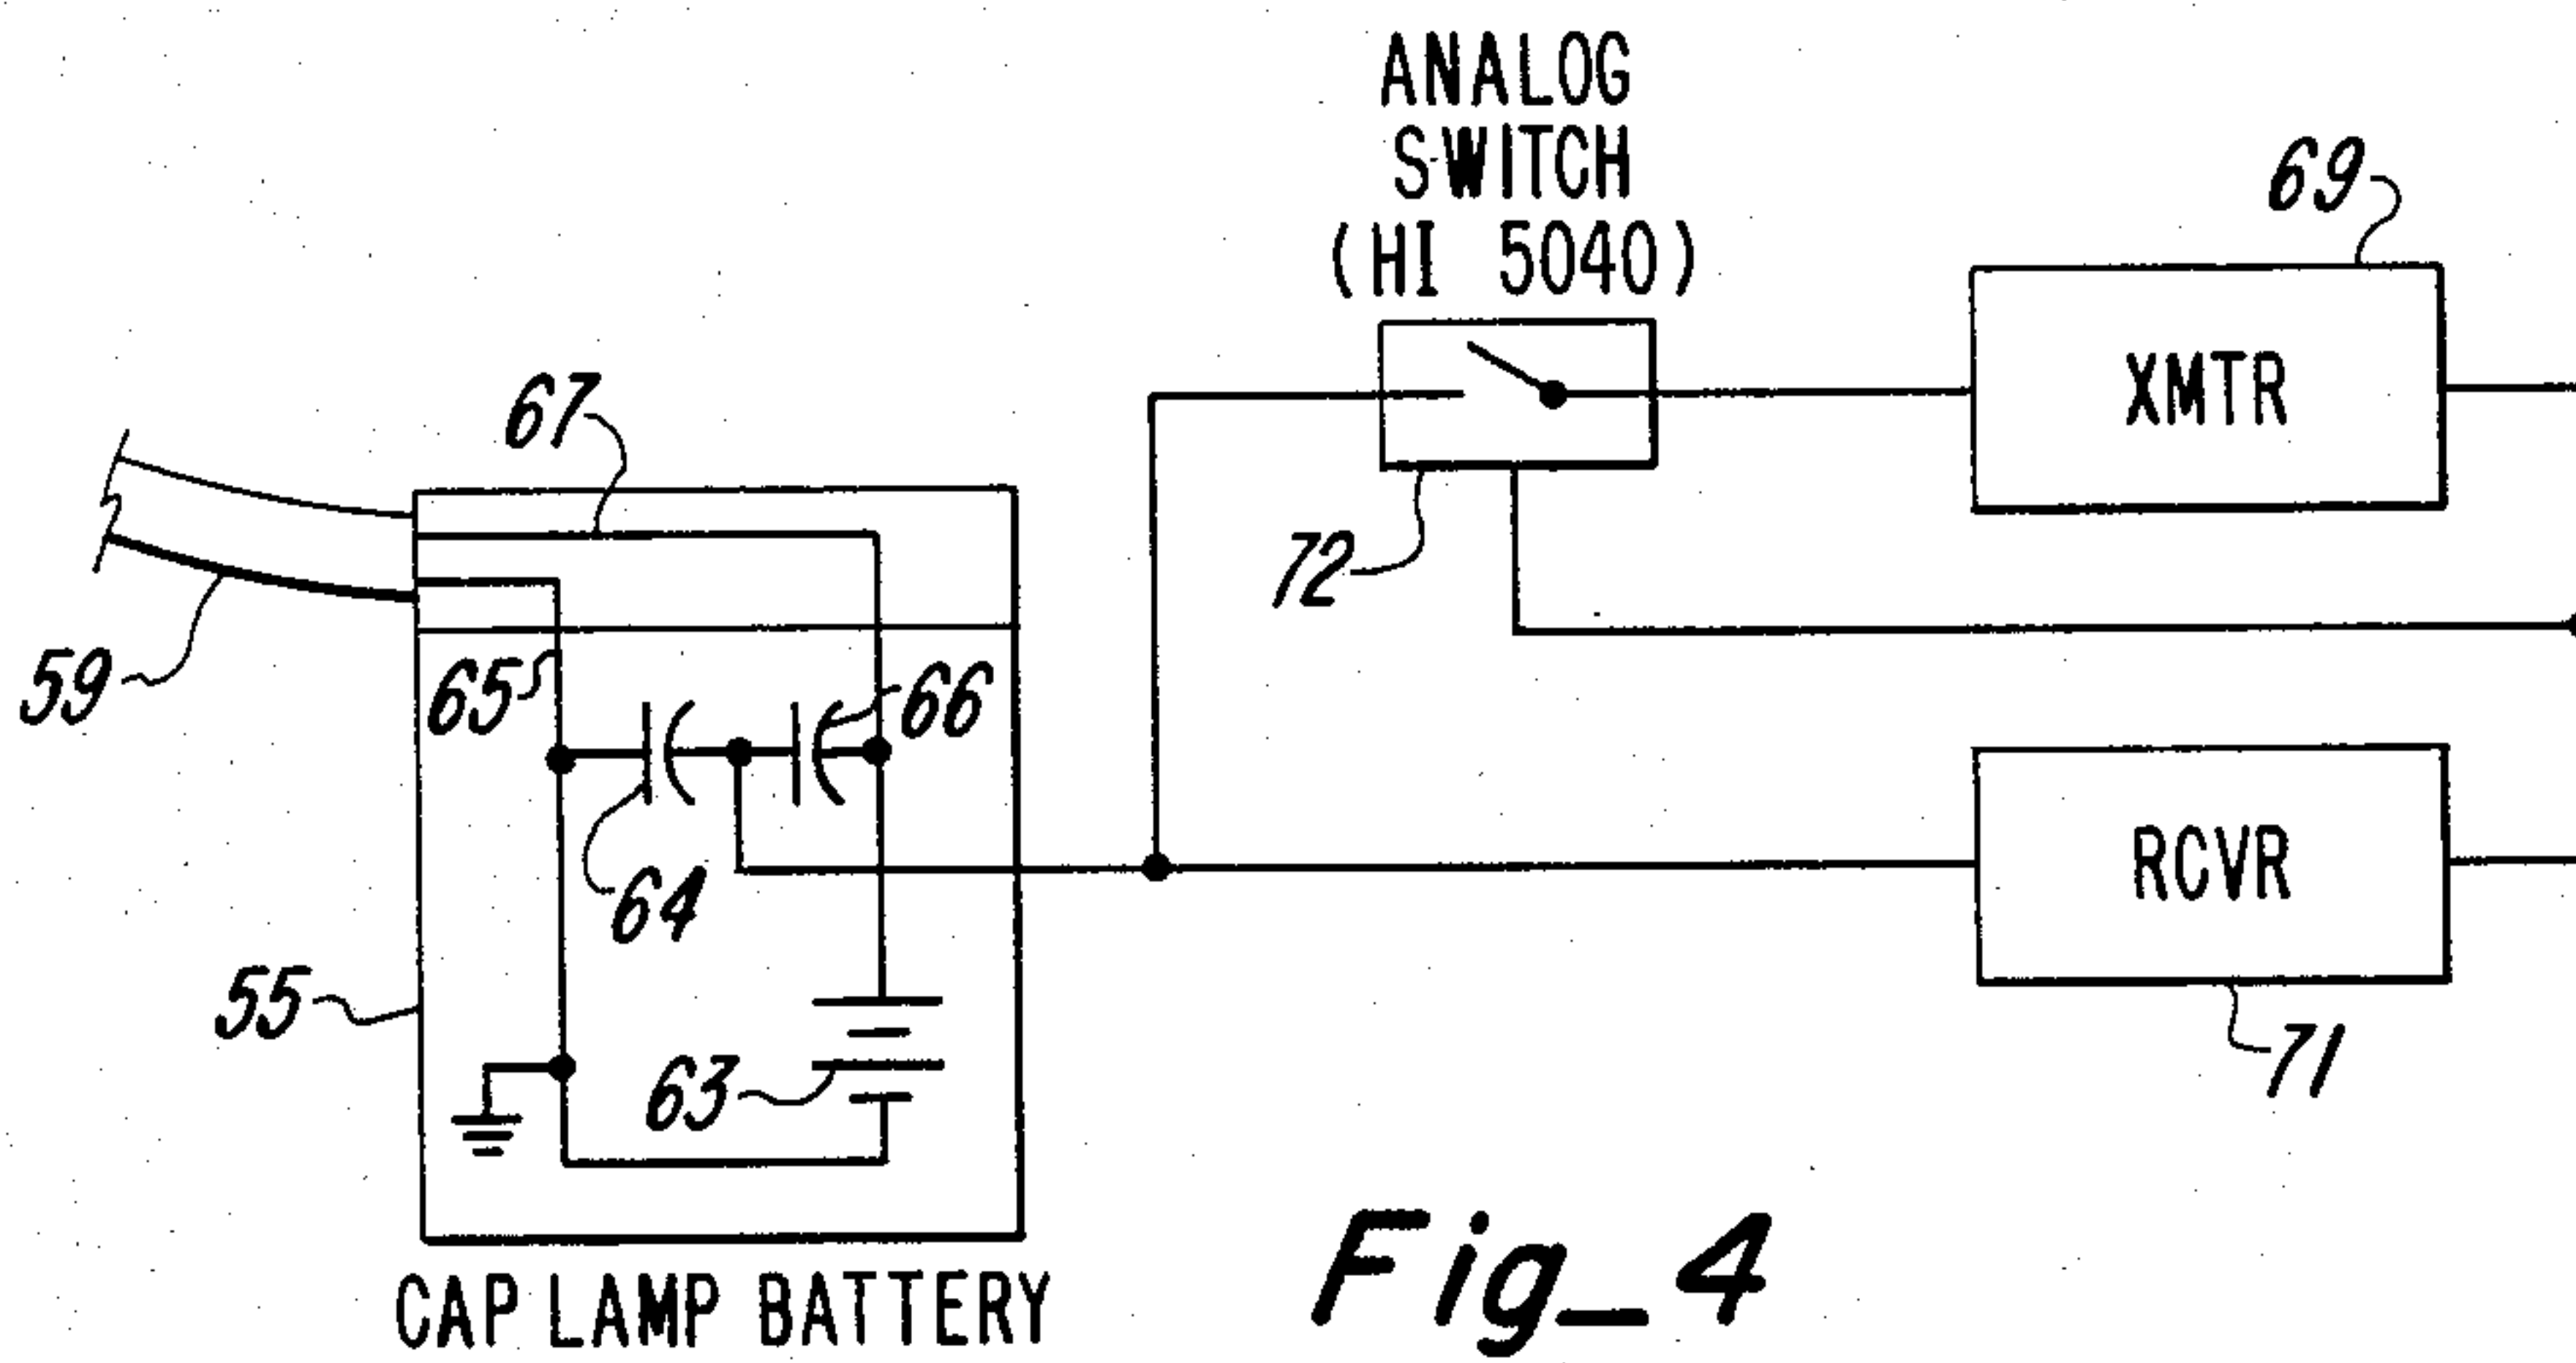 ANALOG
SWITCH
(HI 5040)
69
XMTR
67
72
59
65
66
64
RCVR
55
63
71
CAP LAMP BATTERY
Fig_4